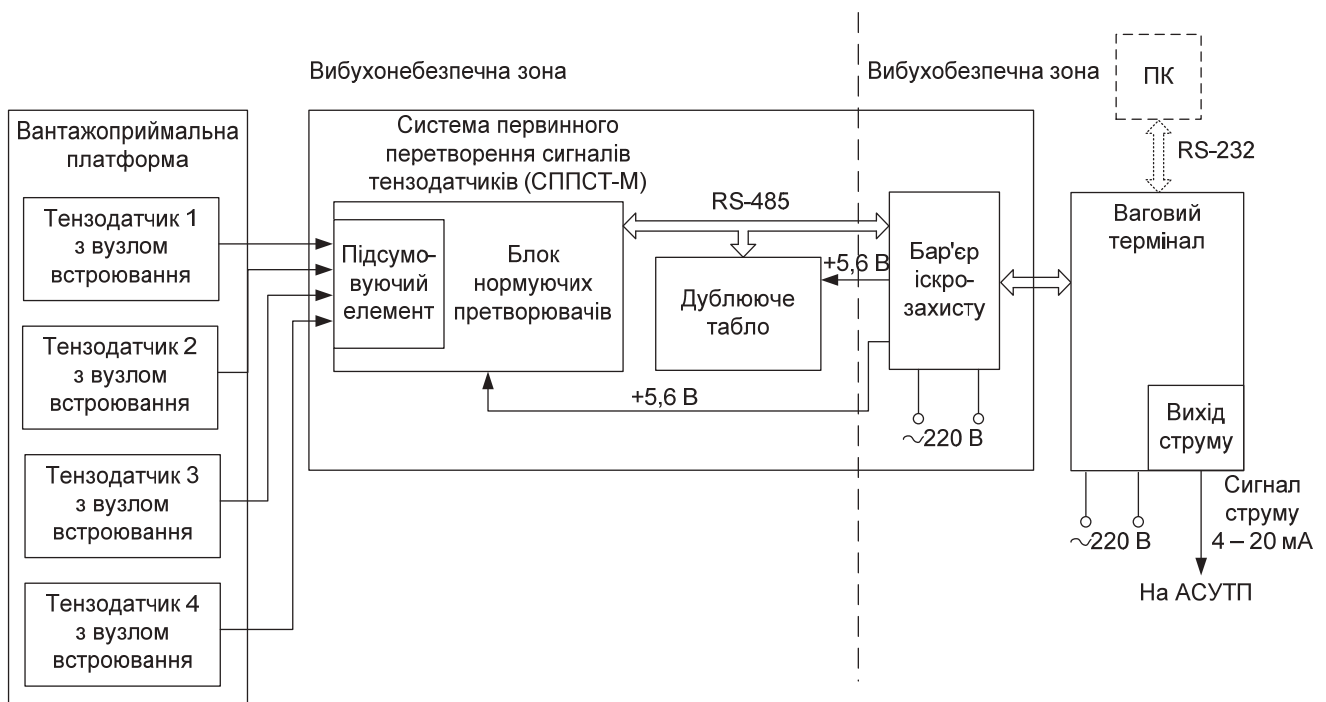 Вибухонебезпечна зона
Вибухобезпечна зона
ПК
RS-232
Вантажоприймальна
платформа
Тензодатчик 1
з вузлом
встроювання
Тензодатчик 2
з вузлом
встроювання
Тензодатчик 3
з вузлом
встроювання
Тензодатчик 4
з вузлом
встроювання
Система первинного
перетворення сигналів
тензодатчиків (СППСТ-М)
Підсумо-
вуючий
елемент
Блок
нормуючих
претворювачів
RS-485
Дублююче
табло
+5,6 В
+5,6 В
Бар'єр
іскро-
захисту
~220 В
Ваговий
термінал
Вихід
струму
~220 В
Сигнал
струму
4 – 20 мА
На АСУТП